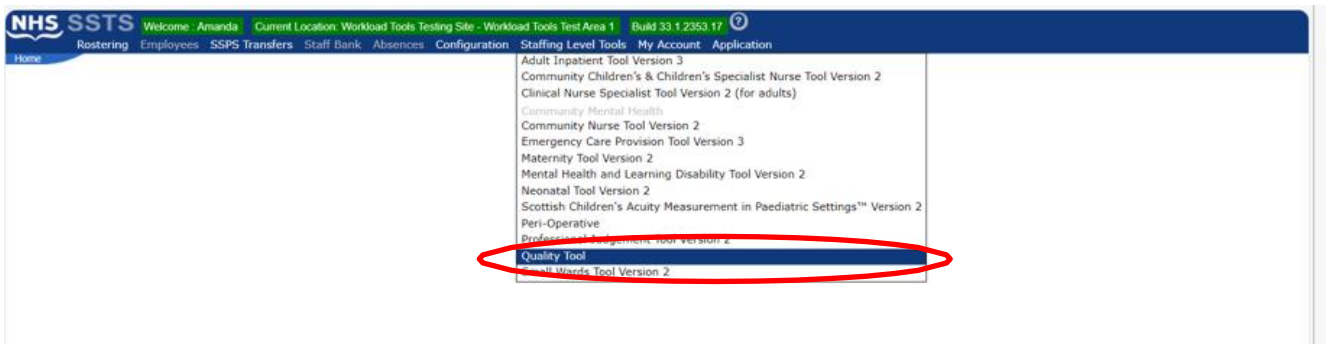 NHS SSTS Welcome : Amanda Current Location: Workload Tools Testing Site - Workload Tools Test Area 1 Build 33.1.2353.17 ?
Rostering Employees SSPS Transfers Staff Bank Absences Configuration Staffing Level Tools My Account Application
Home
Adult Inpatient Tool Version 3
Community Children's & Children's Specialist Nurse Tool Version 2
Clinical Nurse Specialist Tool Version 2 (for adults)
Community Mental Health
Community Nurse Tool Version 2
Emergency Care Provision Tool Version 3
Maternity Tool Version 2
Mental Health and Learning Disability Tool Version 2
Neonatal Tool Version 2
Scottish Children's Acuity Measurement in Paediatric Settings™ Version 2
Peri-Operative
Professional Judgement Tool Version 2
Quality Tool
Small Wards Tool Version 2